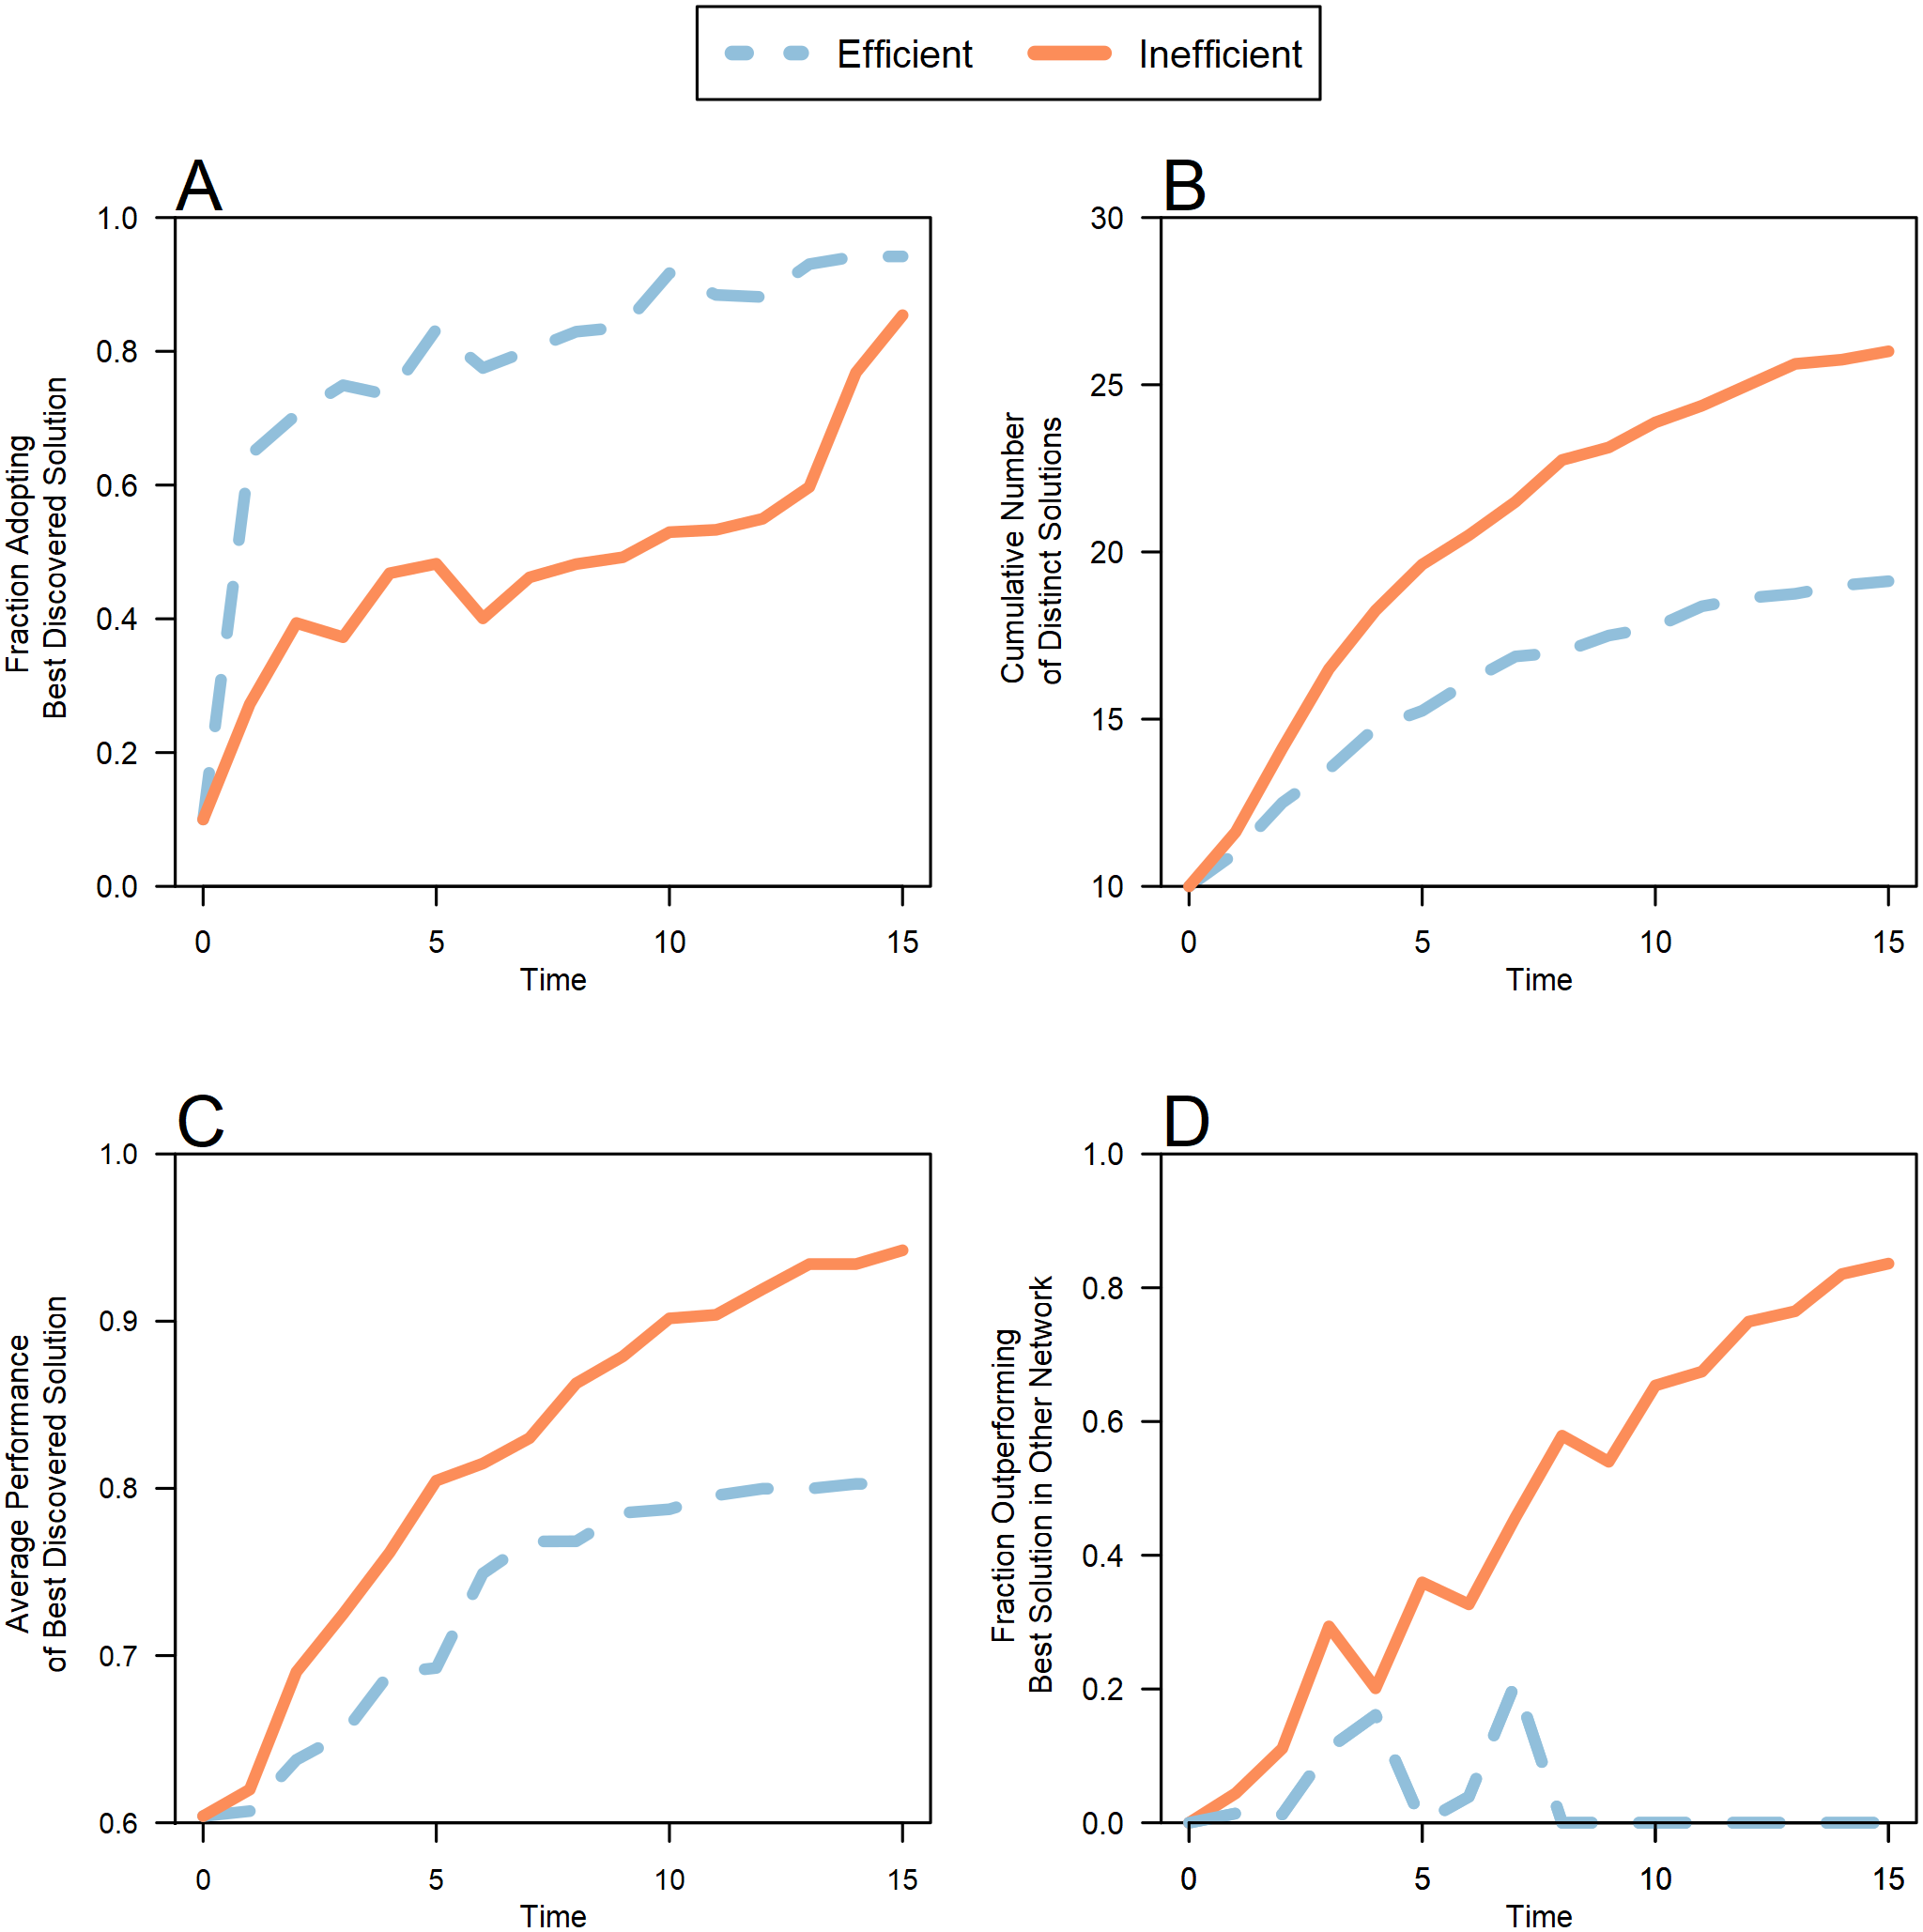 Efficient Inefficient
A
Fraction Adopting
Best Discovered Solution
1.0
0.8
0.6
0.4
0.2
0.0
0 5 10 15
Time
B
Cumulative Number
of Distinct Solutions
30
25
20
15
10
0 5 10 15
Time
C
Average Performance
of Best Discovered Solution
1.0
0.9
0.8
0.7
0.6
0 5 10 15
Time
D
Fraction Outperforming
Best Solution in Other Network
1.0
0.8
0.6
0.4
0.2
0.0
0 5 10 15
Time